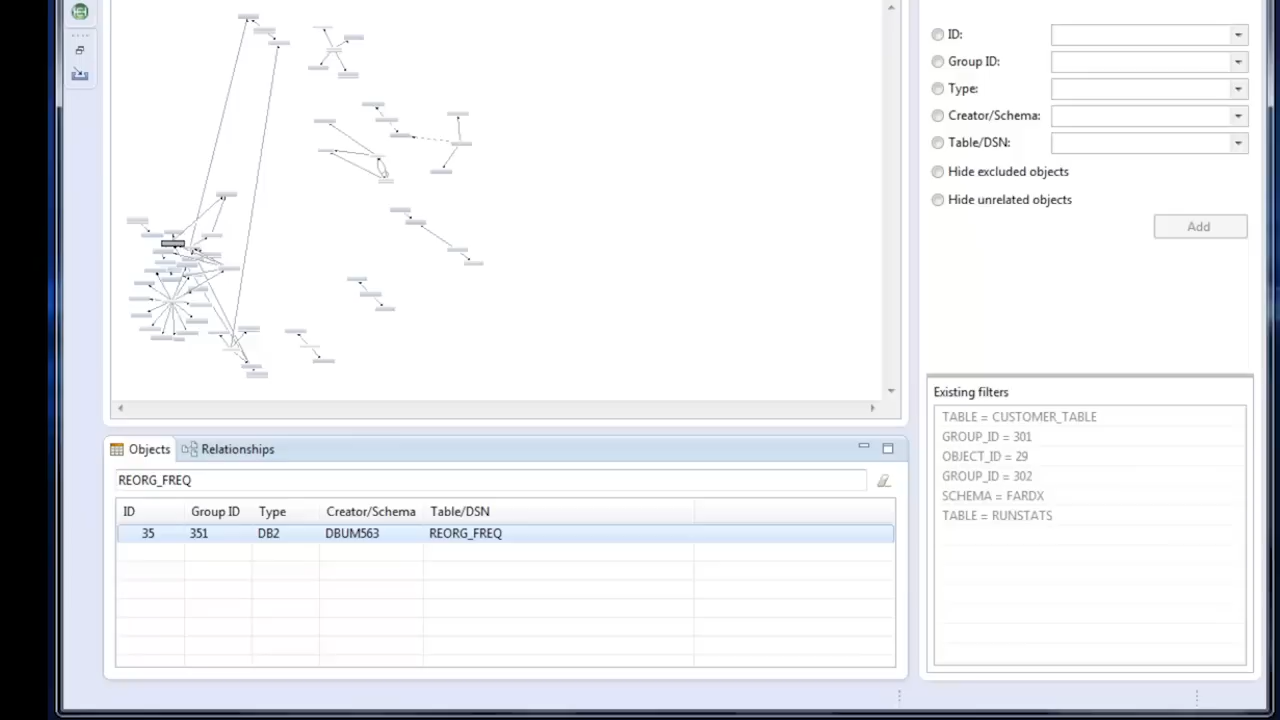 ID:
Group ID:
Type:
Creator/Schema:
Table/DSN:
Hide excluded objects
Hide unrelated objects
Add
Existing filters
TABLE = CUSTOMER_TABLE
GROUP_ID = 301
OBJECT_ID = 29
GROUP_ID = 302
SCHEMA = FARDX
TABLE = RUNSTATS
Objects Relationships
REORG_FREQ
ID Group ID Type Creator/Schema Table/DSN
35 351 DB2 DBUM563 REORG_FREQ